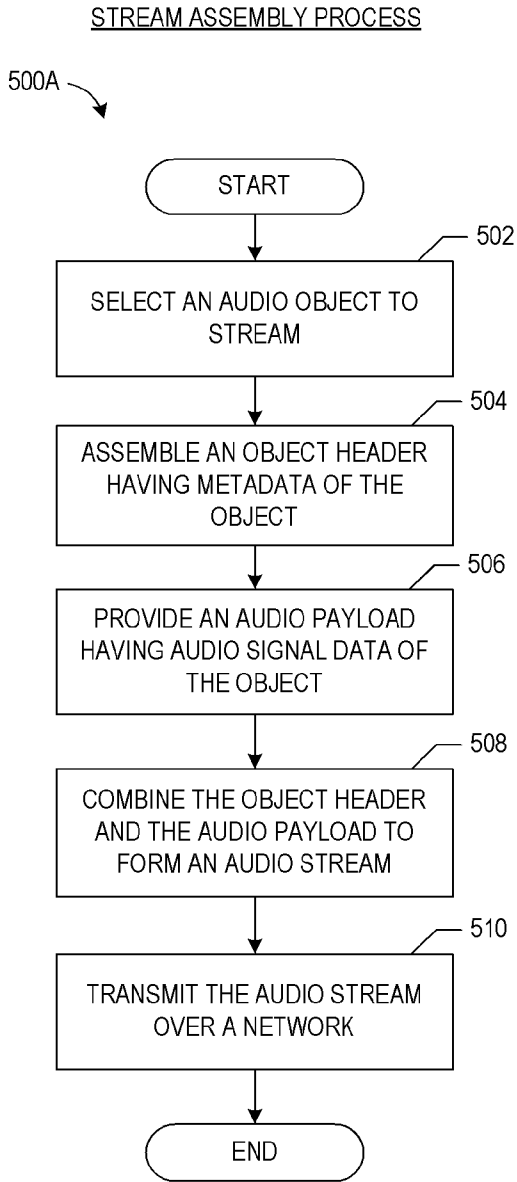 STREAM ASSEMBLY PROCESS
500A
START
502
SELECT AN AUDIO OBJECT TO
STREAM
504
ASSEMBLE AN OBJECT HEADER
HAVING METADATA OF THE
OBJECT
506
PROVIDE AN AUDIO PAYLOAD
HAVING AUDIO SIGNAL DATA OF
THE OBJECT
508
COMBINE THE OBJECT HEADER
AND THE AUDIO PAYLOAD TO
FORM AN AUDIO STREAM
510
TRANSMIT THE AUDIO STREAM
OVER A NETWORK
END